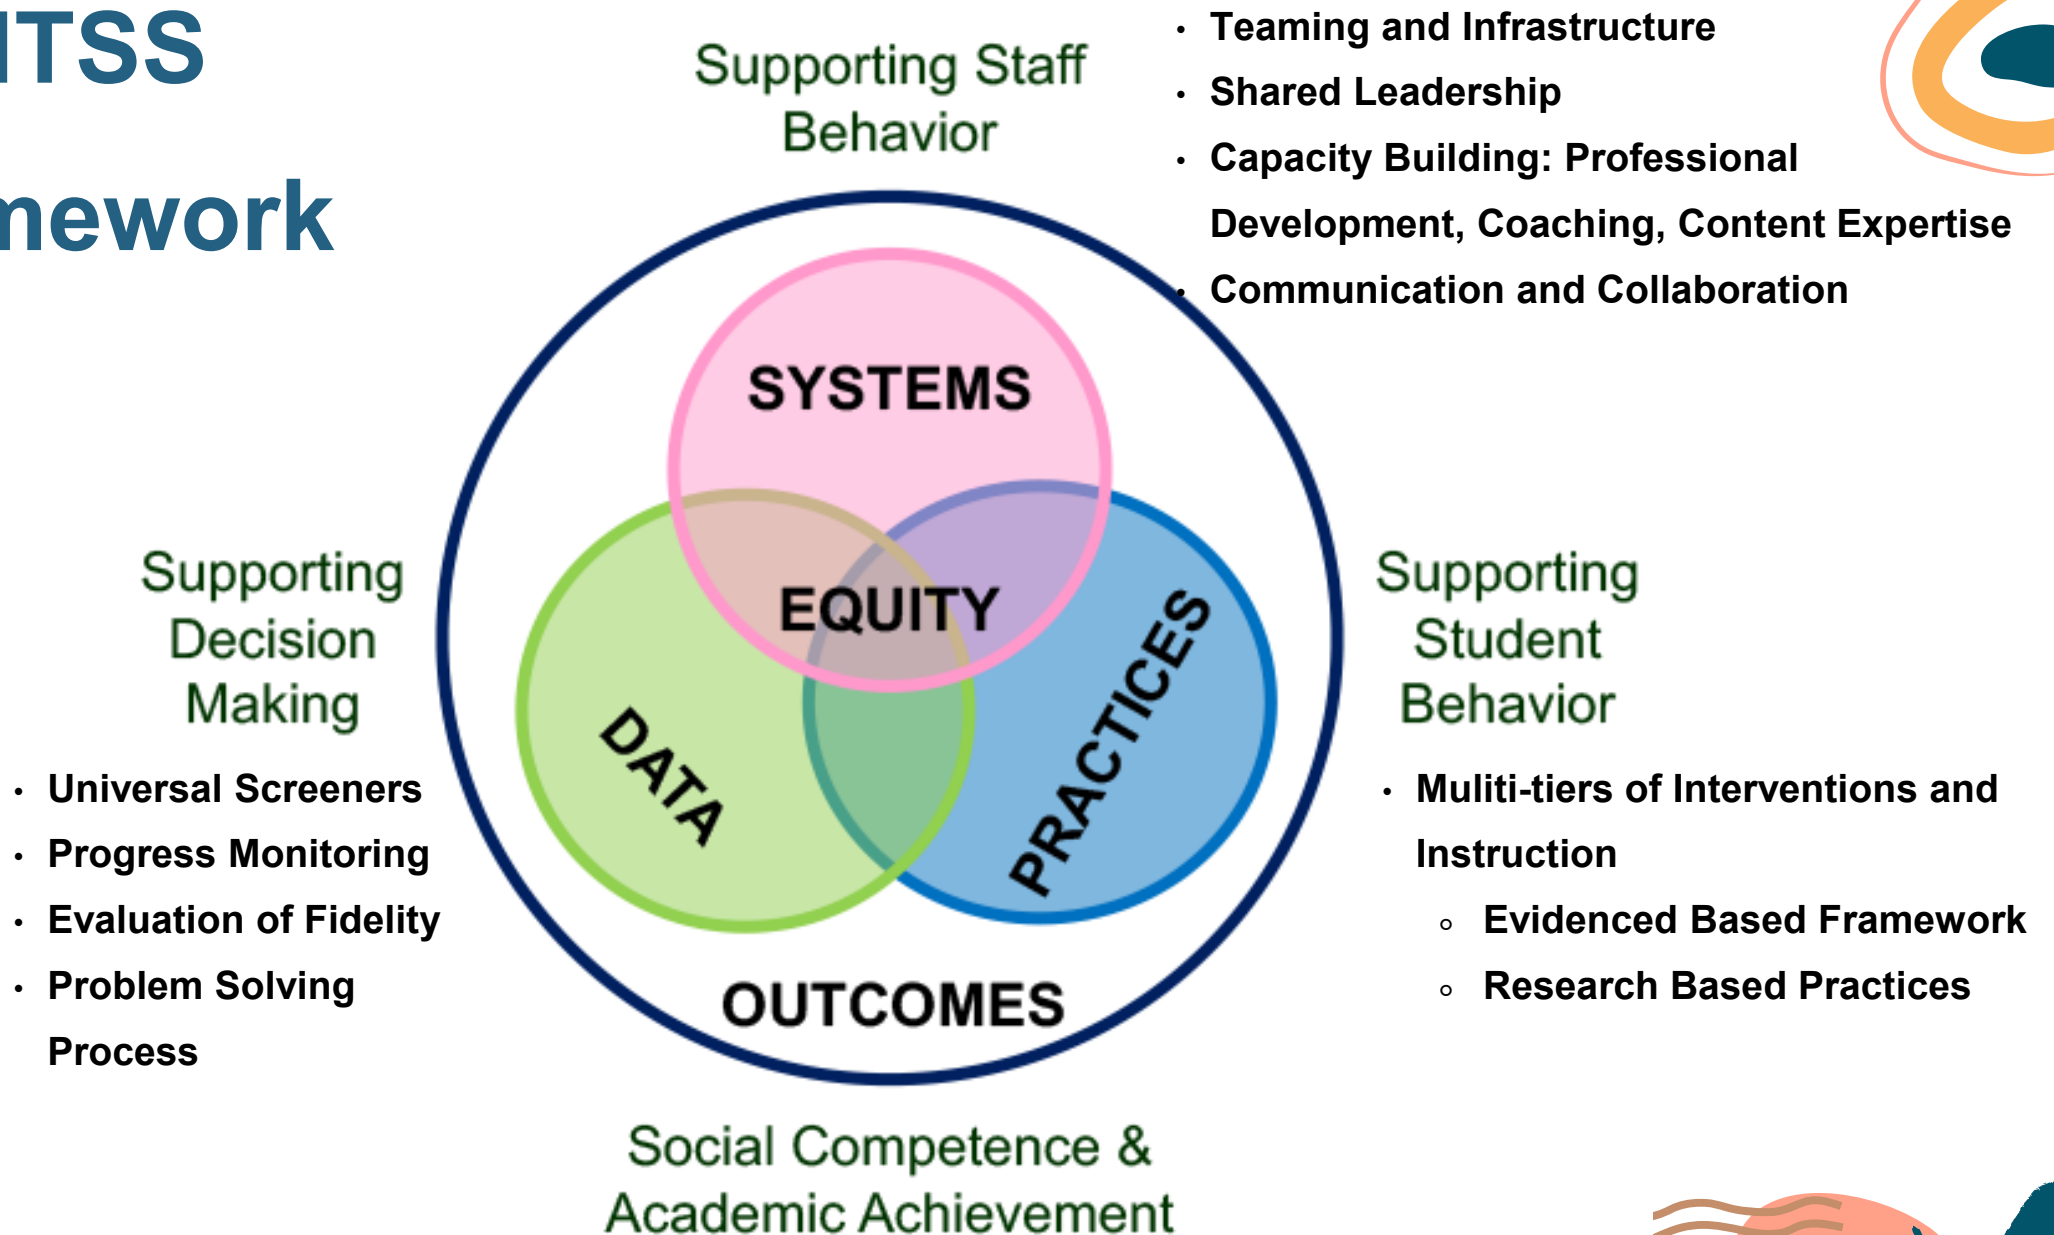 ITSS
mework
Supporting Staff
Behavior
• Teaming and Infrastructure
• Shared Leadership
• Capacity Building: Professional
Development, Coaching, Content Expertise
• Communication and Collaboration
SYSTEMS
EQUITY
DATA
PRACTICES
OUTCOMES
Supporting
Decision
Making
• Universal Screeners
• Progress Monitoring
• Evaluation of Fidelity
• Problem Solving
Process
Supporting
Student
Behavior
• Muliti-tiers of Interventions and
Instruction
◦ Evidenced Based Framework
◦ Research Based Practices
Social Competence &
Academic Achievement